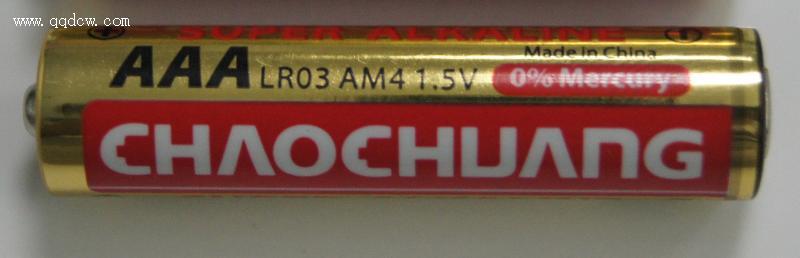 www.qqdcw.com
SUPER ALKALINE
Made in China
AAA LR03 AM4 1.5V 0% Mercury
CHAOCHUANG